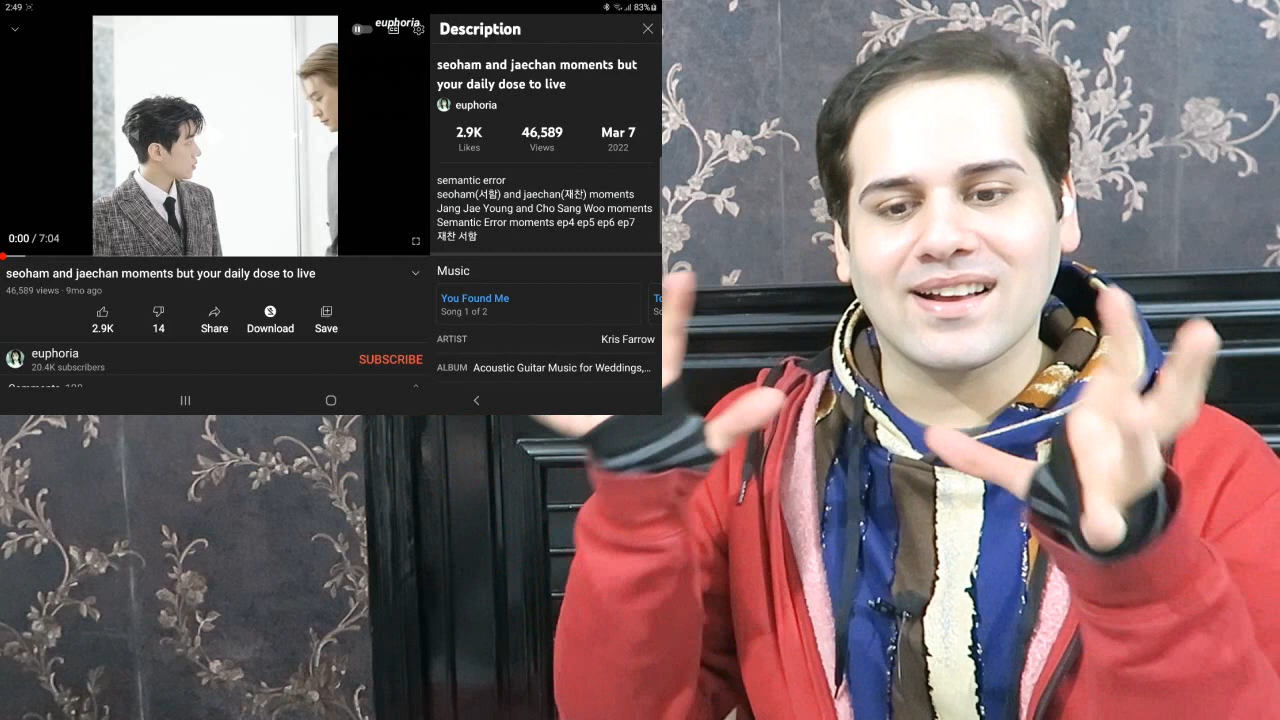 2:49
83%
euphoria
CC
0:00 / 7:04
seoham and jaechan moments but your daily dose to live
46,589 views · 9mo ago
2.9K
14
Share
Download
Save
euphoria
20.4K subscribers
SUBSCRIBE
Comments
Description
seoham and jaechan moments but
your daily dose to live
euphoria
2.9K
46,589
Mar 7
Likes
Views
2022
semantic error
seoham(서함) and jaechan(재찬) moments
Jang Jae Young and Cho Sang Woo moments
Semantic Error moments ep4 ep5 ep6 ep7
재찬 서함
Music
You Found Me
Song 1 of 2
ARTIST
Kris Farrow
ALBUM
Acoustic Guitar Music for Weddings,...